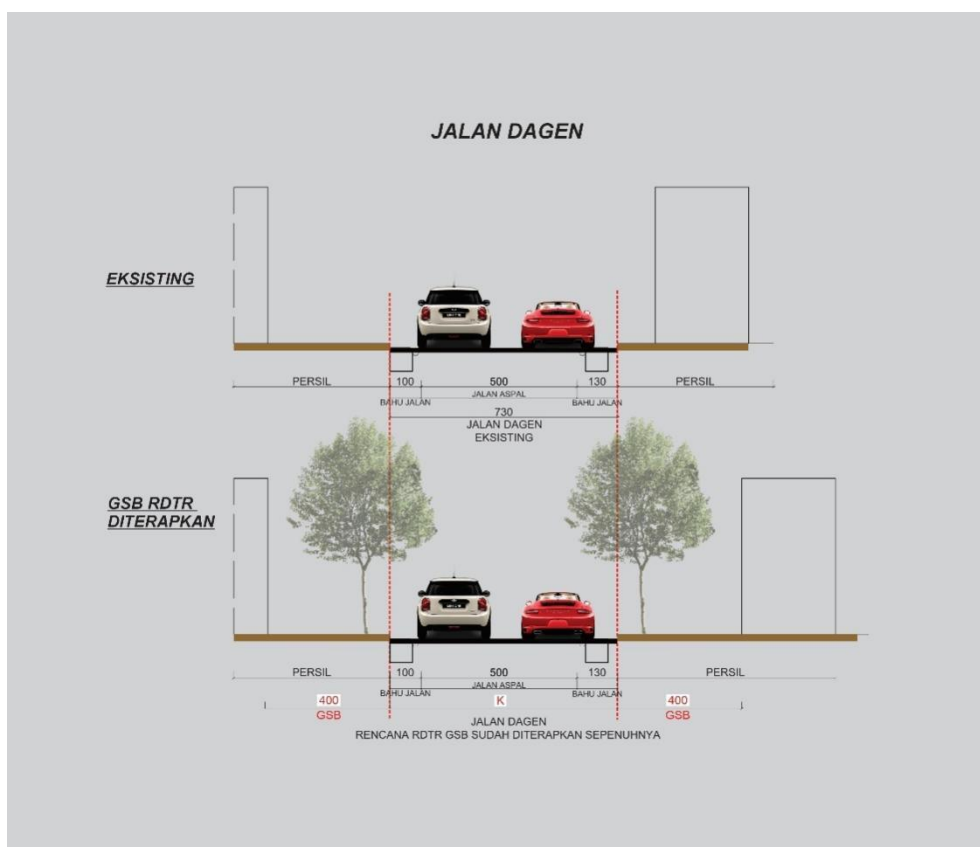 JALAN DAGEN
EKSISTING
PERSIL 100 500 130 PERSIL
BAHU JALAN JALAN ASPAL BAHU JALAN
730
JALAN DAGEN
EKSISTING
GSB RDTR
DITERAPKAN
PERSIL 100 500 130 PERSIL
BAHU JALAN JALAN ASPAL BAHU JALAN
400 K 400
GSB GSB
JALAN DAGEN
RENCANA RDTR GSB SUDAH DITERAPKAN SEPENUHNYA